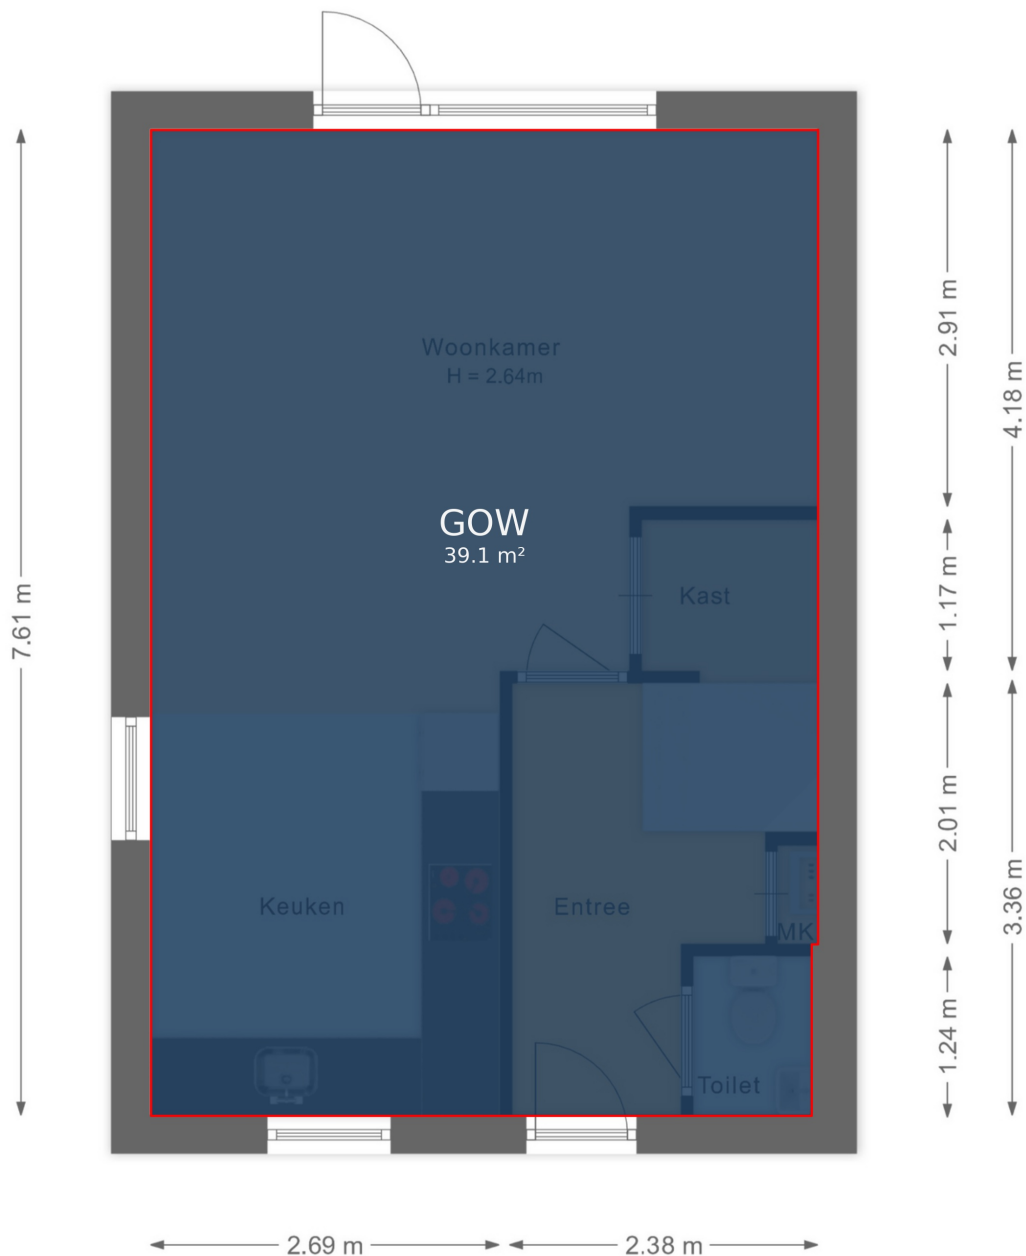 2.91 m
4.18 m
Woonkamer
H = 2.64m
GOW
39.1 m²
7.61 m
Kast
1.17 m
2.01 m
Keuken
Entree
MK
3.36 m
1.24 m
Toilet
2.69 m
2.38 m